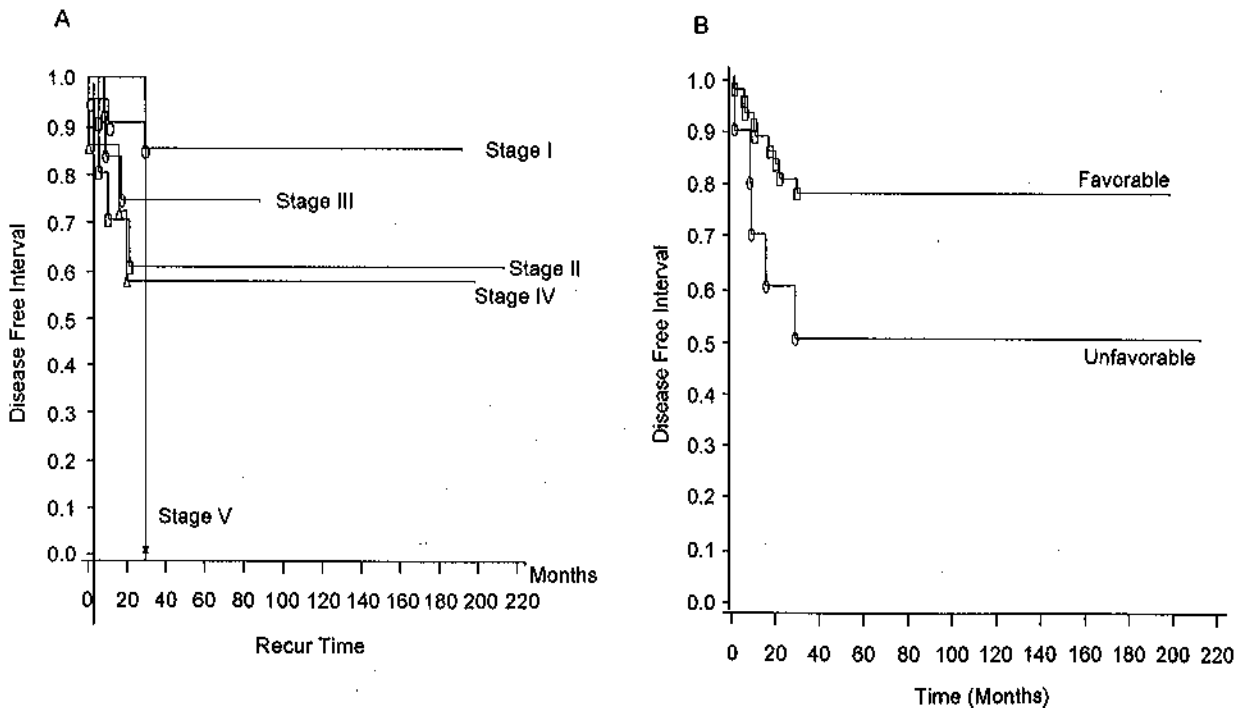 A
Disease Free Interval
1.0
0.9
0.8
0.7
0.6
0.5
0.4
0.3
0.2
0.1
0.0
Stage I
Stage III
Stage II
Stage IV
Stage V
Months
0 20 40 60 80 100 120 140 160 180 200 220
Recur Time
B
Disease Free Interval
1.0
0.9
0.8
0.7
0.6
0.5
0.4
0.3
0.2
0.1
0.0
Favorable
Unfavorable
0 20 40 60 80 100 120 140 160 180 200 220
Time (Months)